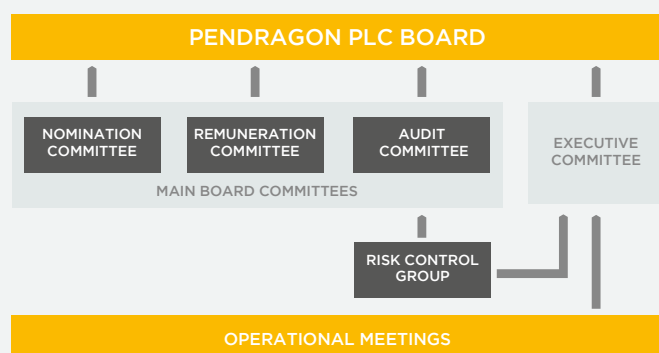 PENDRAGON PLC BOARD
NOMINATION
COMMITTEE
REMUNERATION
COMMITTEE
AUDIT
COMMITTEE
EXECUTIVE
COMMITTEE
MAIN BOARD COMMITTEES
RISK CONTROL
GROUP
OPERATIONAL MEETINGS